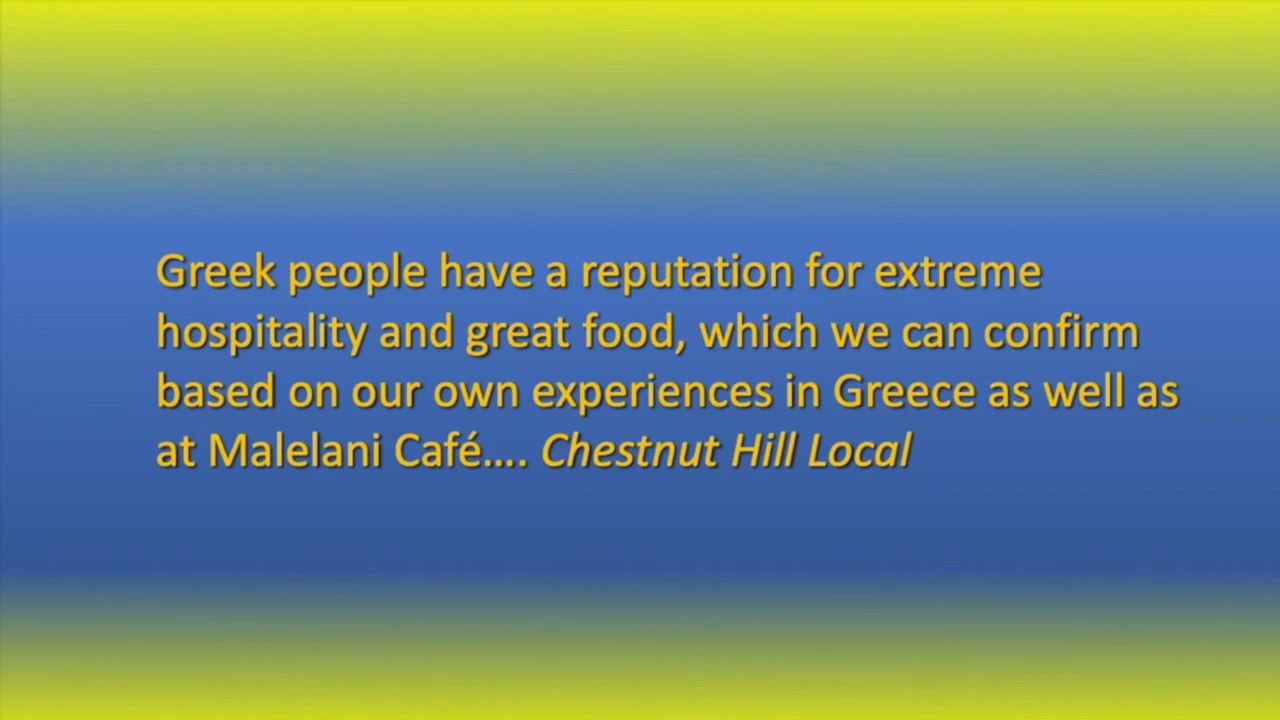 Greek people have a reputation for extreme
hospitality and great food, which we can confirm
based on our own experiences in Greece as well as
at Malelani Café…. Chestnut Hill Local